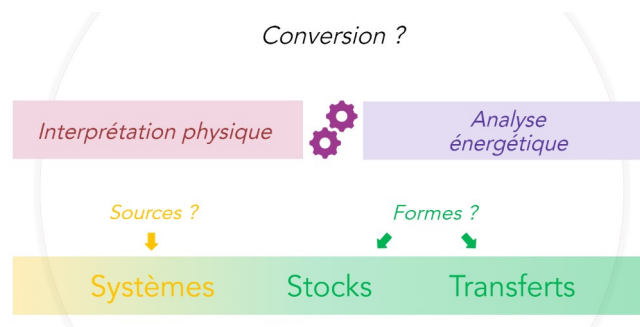 Conversion ?
Interprétation physique
Analyse
énergétique
Sources ?
Formes ?
Systèmes
Stocks
Transferts